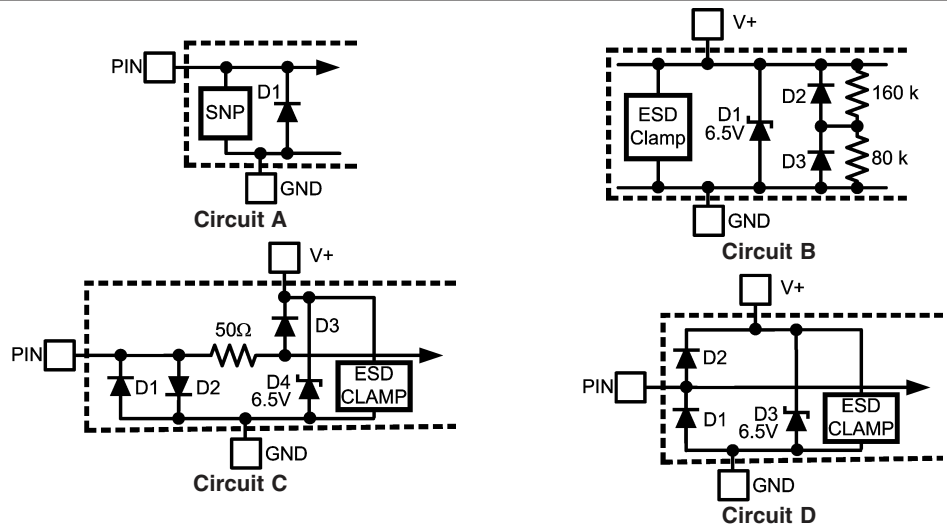 PIN
SNP
D1
GND
Circuit A
V+
ESD
Clamp
D1
6.5V
D2
D3
160 k
80 k
GND
Circuit B
V+
PIN
D1
D2
50Ω
D3
D4
6.5V
ESD
CLAMP
GND
Circuit C
V+
PIN
D2
D1
D3
6.5V
ESD
CLAMP
GND
Circuit D